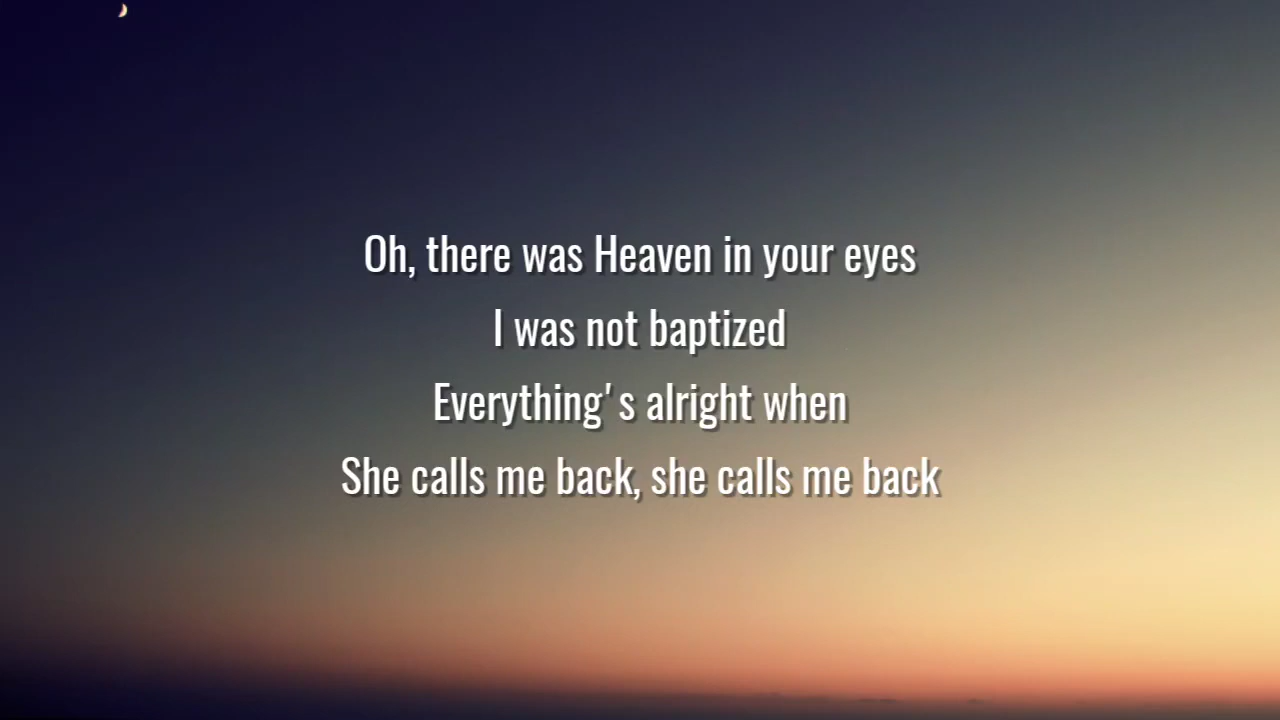 Oh, there was Heaven in your eyes
I was not baptized
Everything's alright when
She calls me back, she calls me back